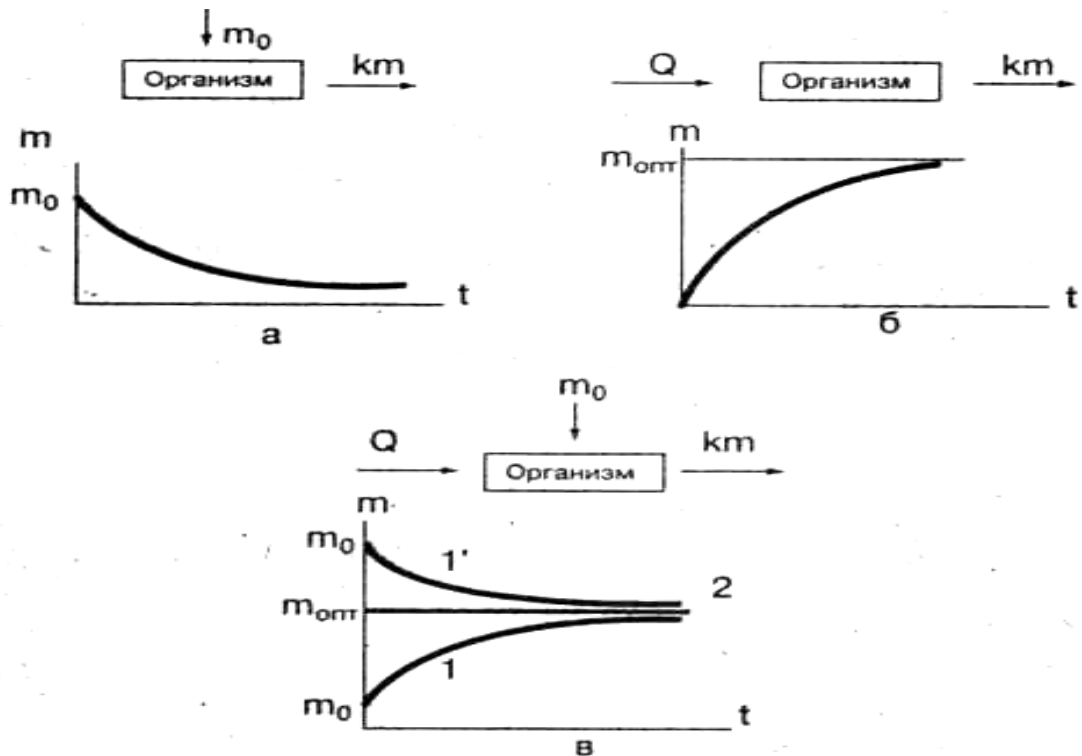 m₀
Организм
km
m
m₀
t
а
Q
Организм
km
m
mопт
t
б
m₀
Q
Организм
km
m
m₀
1'
2
mопт
1
m₀
t
в